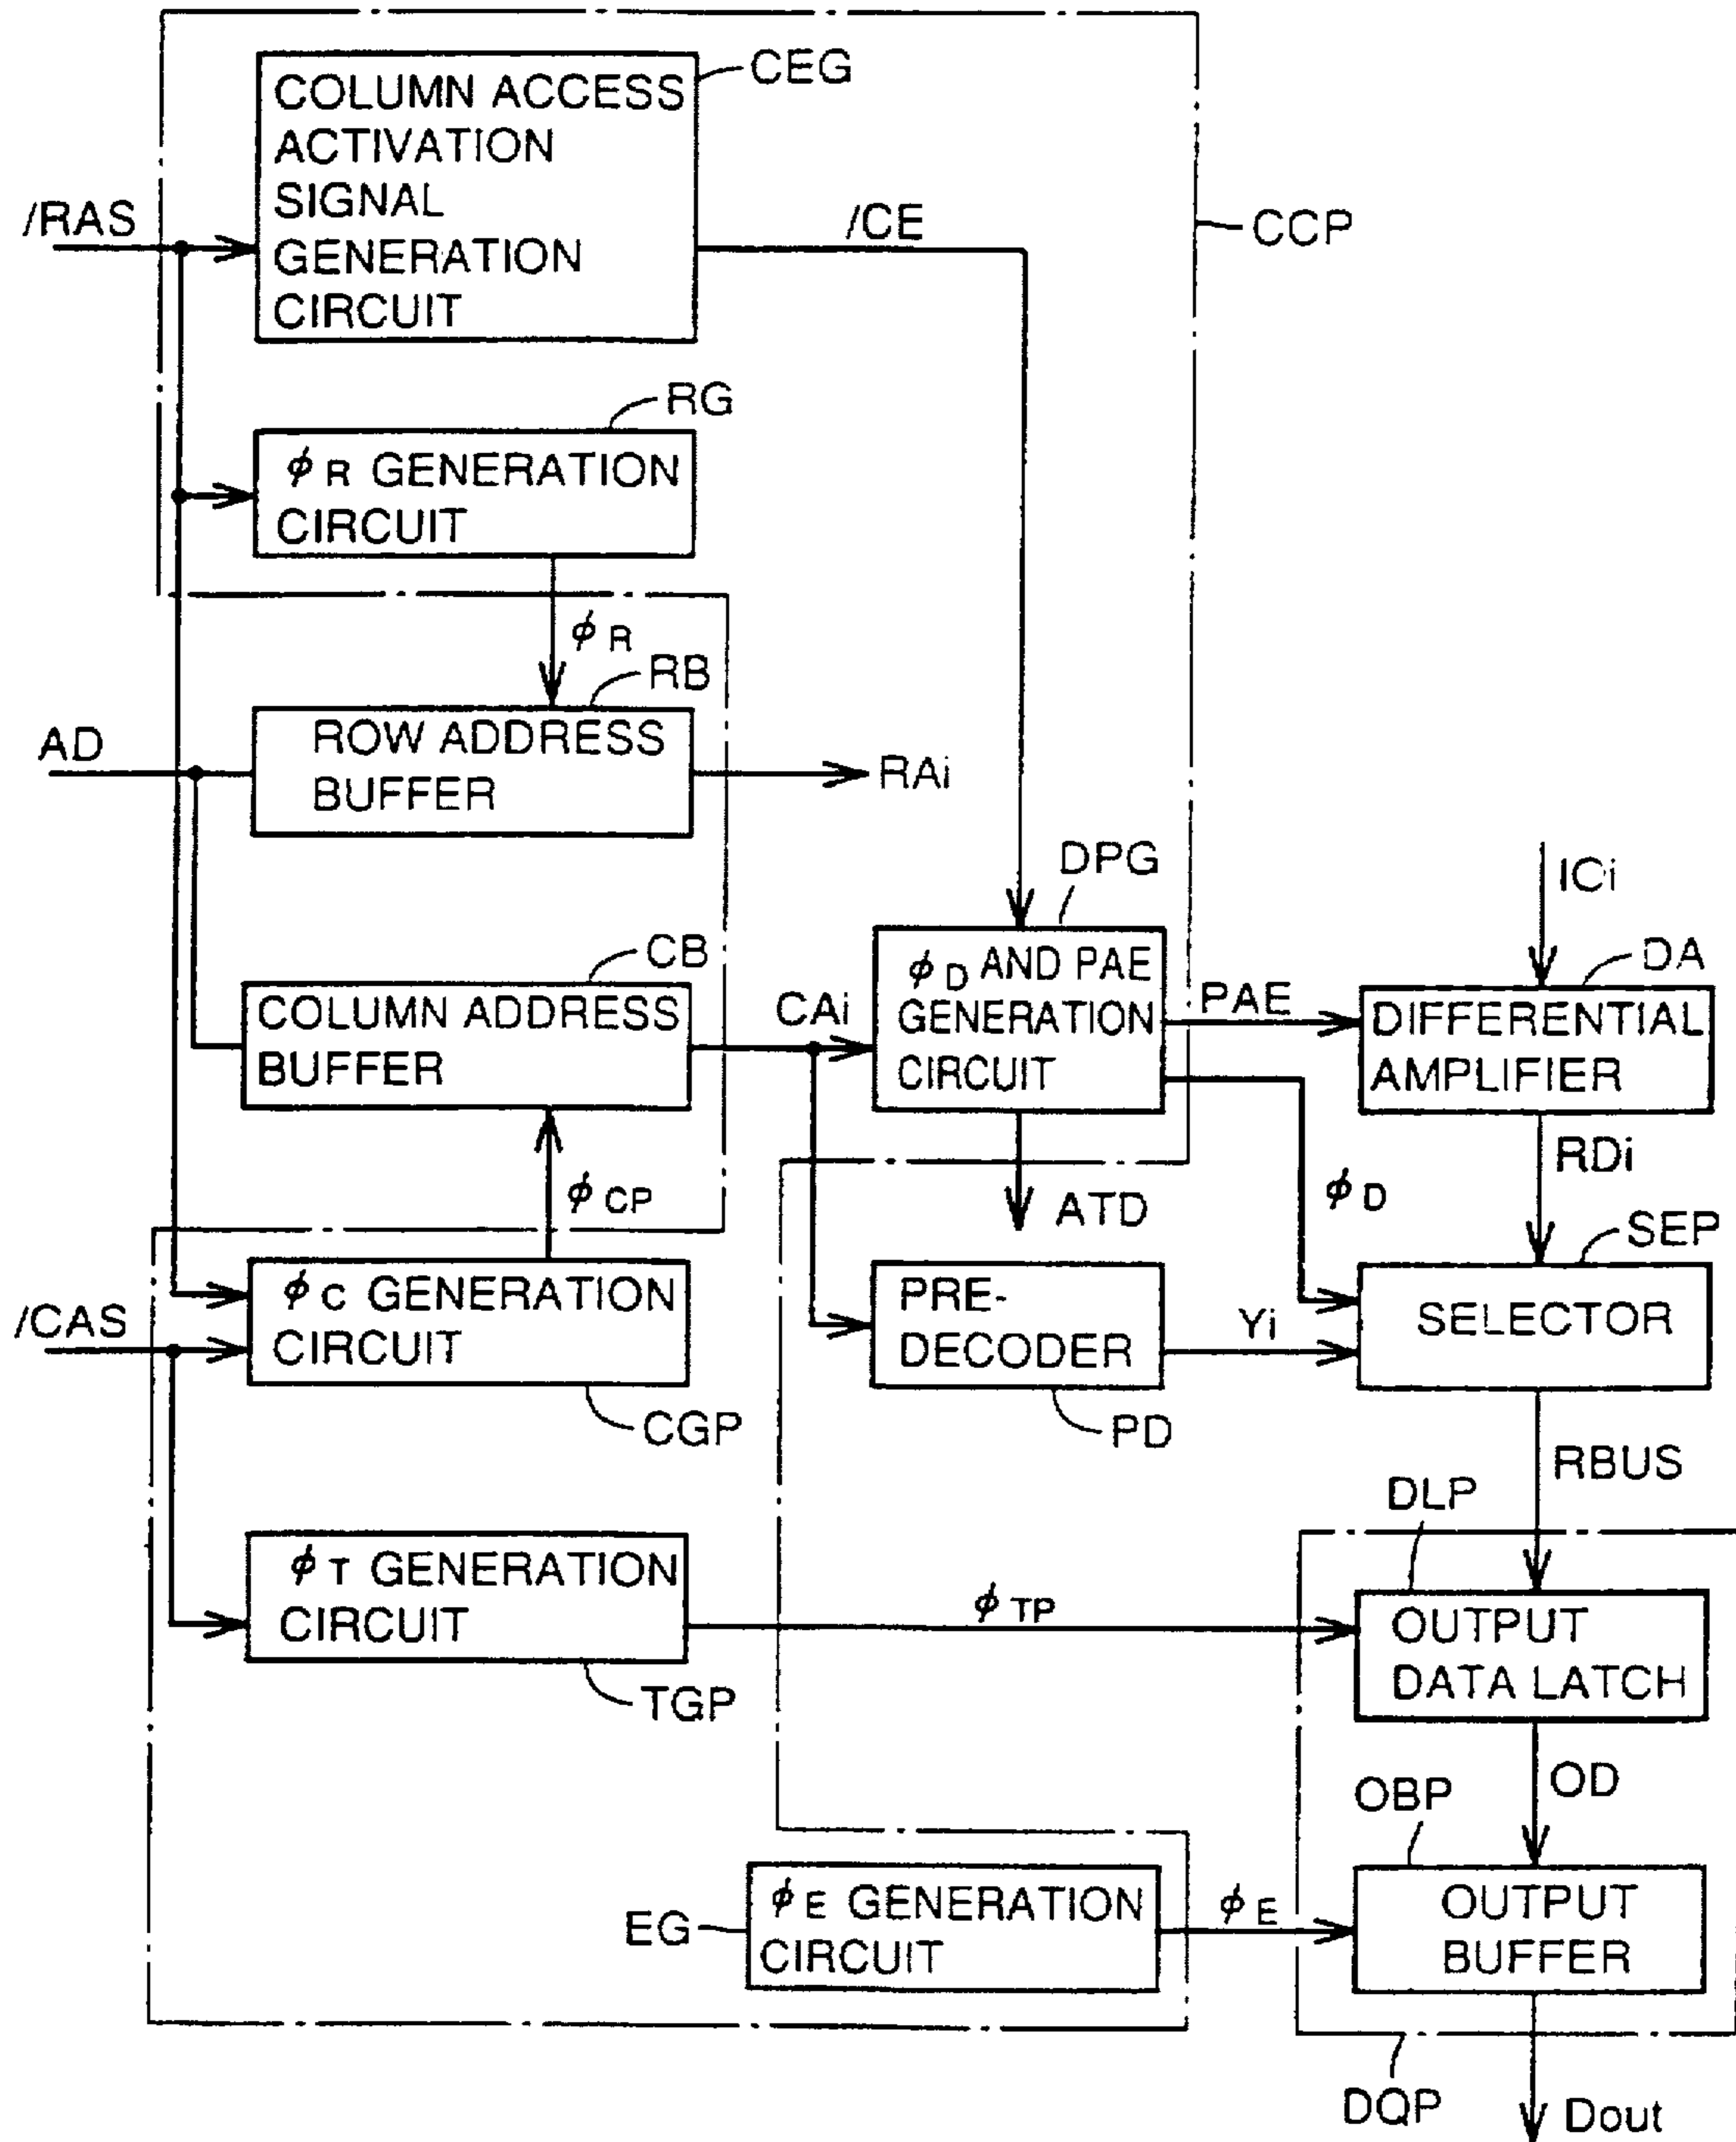 CEG
COLUMN ACCESS
ACTIVATION
SIGNAL
GENERATION
CIRCUIT
/RAS
/CE
CCP
RG
ϕR GENERATION
CIRCUIT
ϕR
RB
AD
ROW ADDRESS
BUFFER
RAi
DPG
IOi
CB
COLUMN ADDRESS
BUFFER
CAi
ϕD AND PAE
GENERATION
CIRCUIT
PAE
DA
DIFFERENTIAL
AMPLIFIER
ϕCP
ATD
ϕD
RDi
SEP
/CAS
ϕC GENERATION
CIRCUIT
CGP
PRE-
DECODER
PD
Yi
SELECTOR
RBUS
DLP
ϕT GENERATION
CIRCUIT
TGP
ϕTP
OUTPUT
DATA LATCH
OD
OBP
EG
ϕE GENERATION
CIRCUIT
ϕE
OUTPUT
BUFFER
DQP
Dout